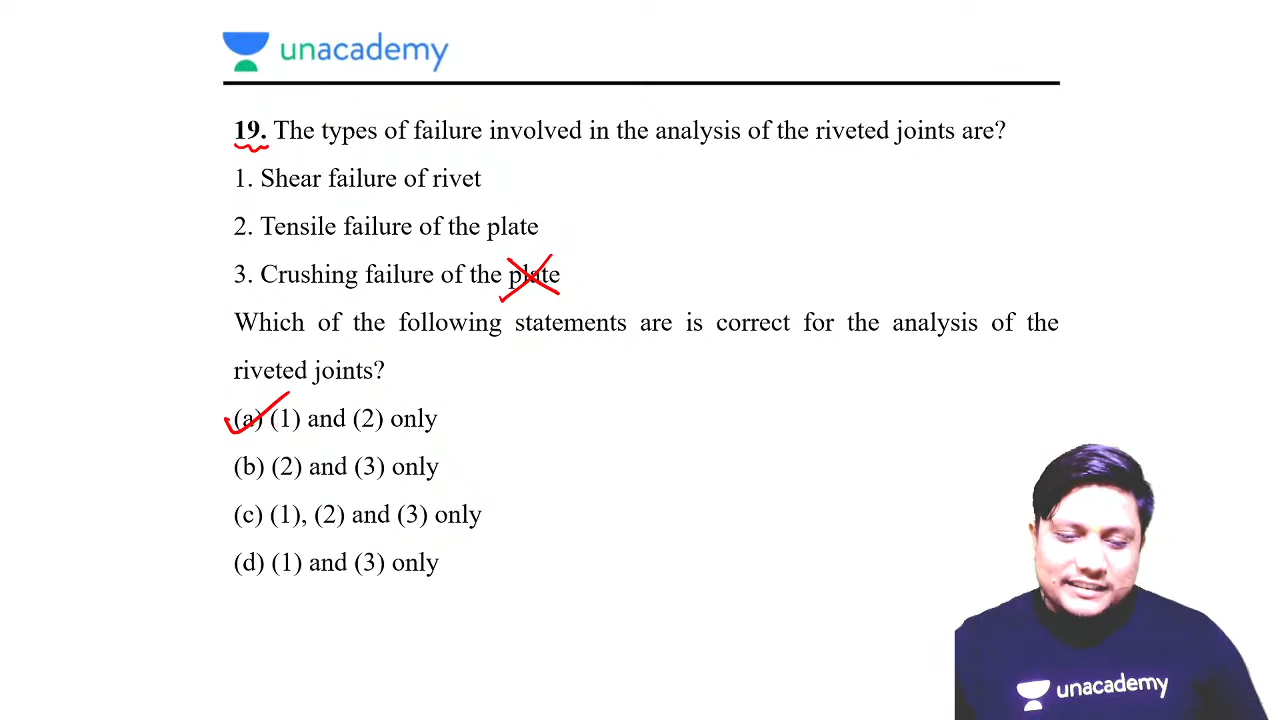 unacademy
19. The types of failure involved in the analysis of the riveted joints are?
1. Shear failure of rivet
2. Tensile failure of the plate
3. Crushing failure of the plate
Which of the following statements are is correct for the analysis of the
riveted joints?
(a) (1) and (2) only
(b) (2) and (3) only
(c) (1), (2) and (3) only
(d) (1) and (3) only
unacademy